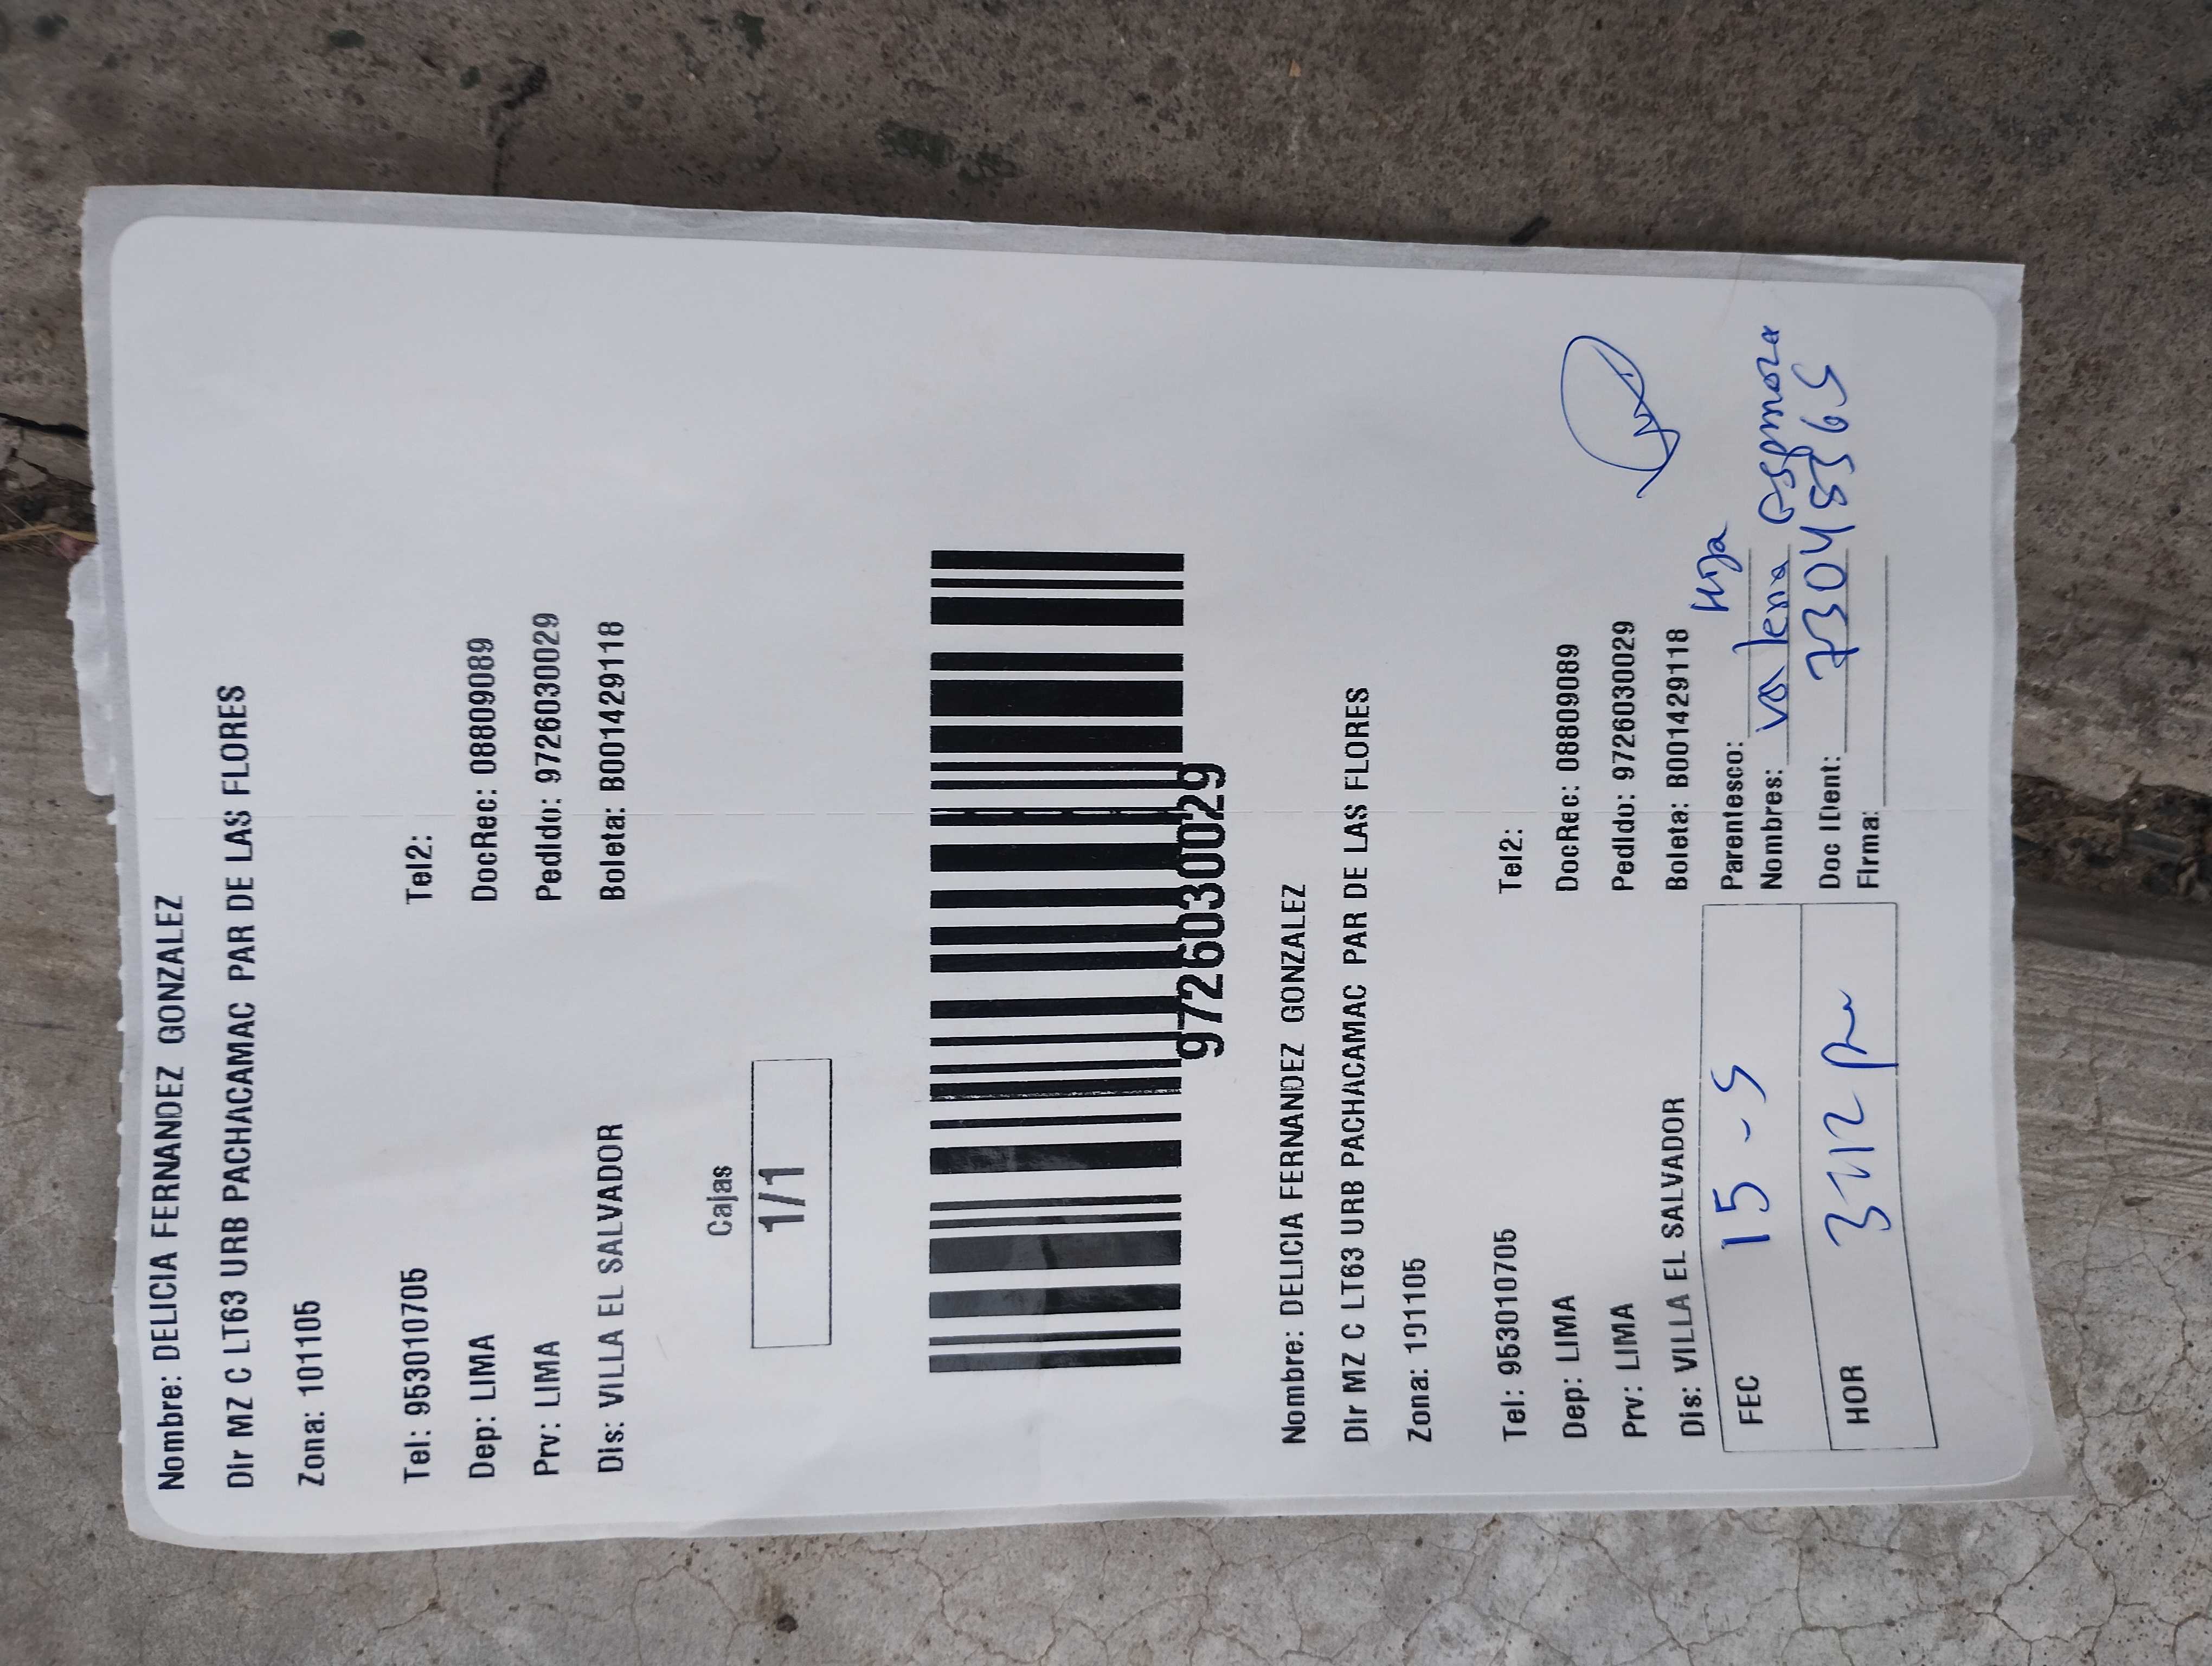 Nombre: DELICIA FERNANDEZ GONZALEZ
Dir MZ C LT63 URB PACHACAMAC PAR DE LAS FLORES
Zona: 101105
Tel: 953010705 Tel2:
Dep: LIMA DocRec: 08809089
Prv: LIMA Pedido: 9726030029
Dis: VILLA EL SALVADOR Boleta: B001429118
Cajas
1/1
9726030029
Nombre: DELICIA FERNANDEZ GONZALEZ
Dir MZ C LT63 URB PACHACAMAC PAR DE LAS FLORES
Zona: 101105
Tel: 953010705 Tel2:
Dep: LIMA DocRec: 08809089
Prv: LIMA Pedido: 9726030029
Dis: VILLA EL SALVADOR Boleta: B001429118
FEC 15-5 Parentesco: Hija
Nombres: Valeria
HOR Doc IDent:
Firma: